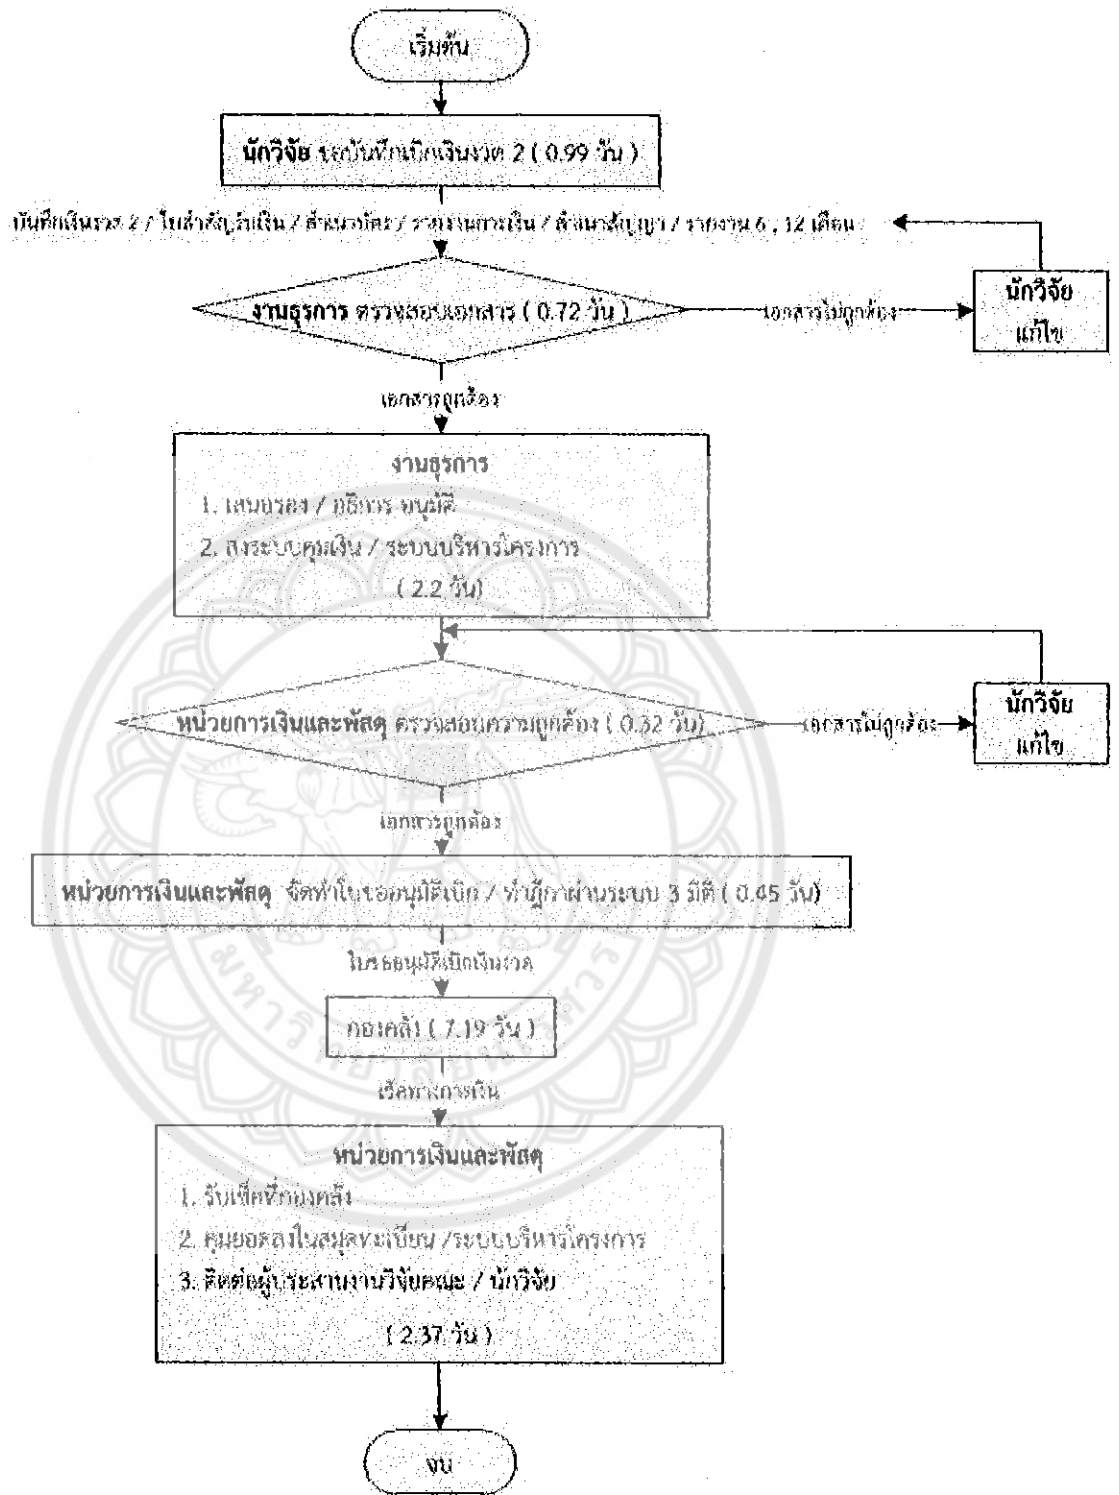 เริ่มต้น
นักวิจัย ขอบันทึกเบิกเงินงวด 2 ( 0.99 วัน )
บันทึกเงินงวด 2 / ใบสำคัญรับเงิน / สำเนาบัตร / รายงานการเงิน / สำเนาสัญญา / รายงาน 6 , 12 เดือน
นักวิจัย
แก้ไข
งานธุรการ ตรวจสอบเอกสาร ( 0.72 วัน )
เอกสารไม่ถูกต้อง
เอกสารถูกต้อง
งานธุรการ
1. เสนอรอง / อธิการ อนุมัติ
2. ลงระบบคุมเงิน / ระบบบริหารโครงการ
( 2.2 วัน)
หน่วยการเงินและพัสดุ ตรวจสอบความถูกต้อง ( 0.32 วัน)
เอกสารไม่ถูกต้อง
นักวิจัย
แก้ไข
เอกสารถูกต้อง
หน่วยการเงินและพัสดุ จัดทำใบขออนุมัติเบิก / ทำฎีกาผ่านระบบ 3 มิติ ( 0.45 วัน)
ใบขออนุมัติเบิกเงินงวด
กองคลัง ( 7.19 วัน )
เช็คทางการเงิน
หน่วยการเงินและพัสดุ
1. รับเช็คที่กองคลัง
2. คุมยอดลงในสมุดทะเบียน /ระบบบริหารโครงการ
3. ติดต่อผู้ประสานงานวิจัยคณะ / นักวิจัย
( 2.37 วัน )
จบ
มหาวิทยาลัยนเรศวร